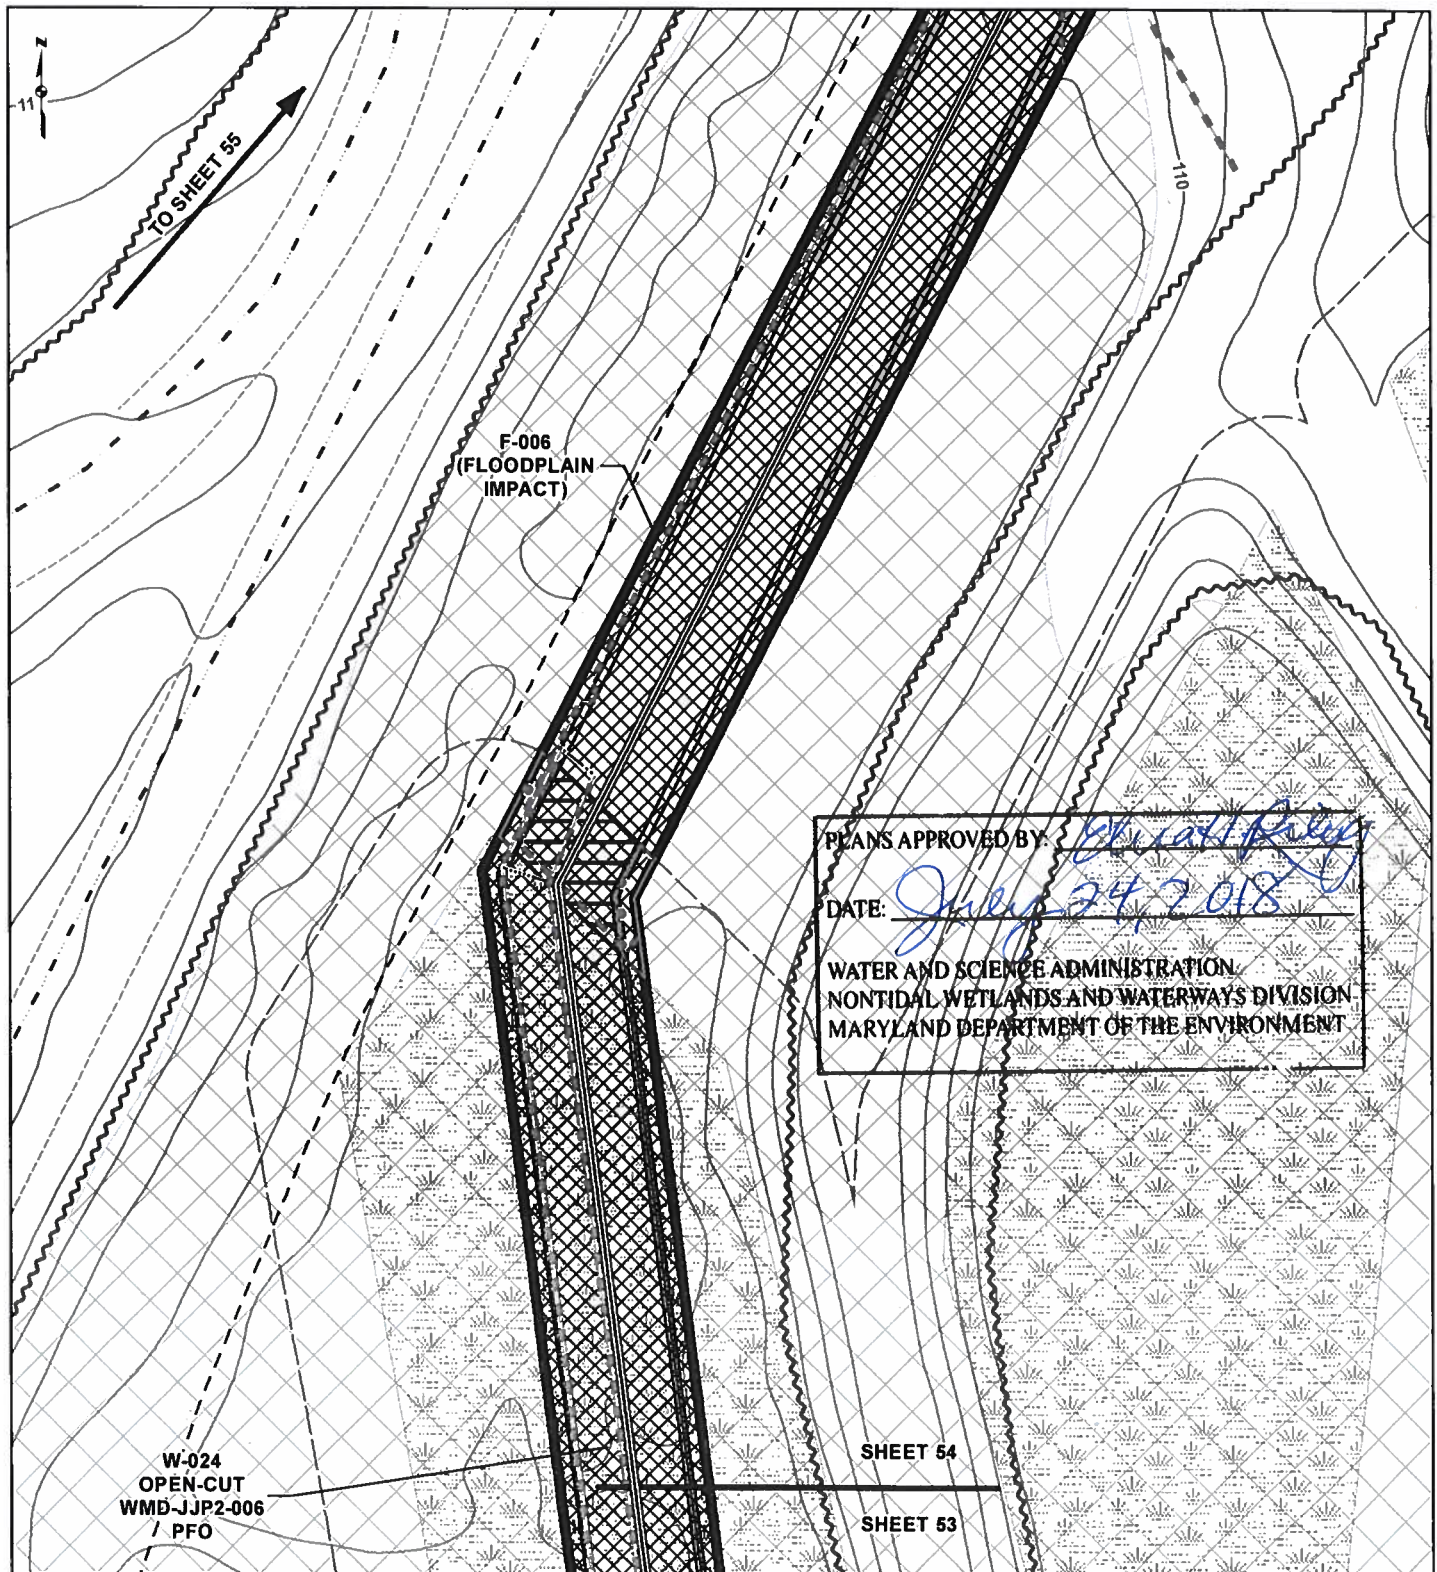 N
11
TO SHEET 55
110
F-006
(FLOODPLAIN
IMPACT)
PLANS APPROVED BY:
DATE: July 24, 2018
WATER AND SCIENCE ADMINISTRATION
NONTIDAL WETLANDS AND WATERWAYS DIVISION
MARYLAND DEPARTMENT OF THE ENVIRONMENT
W-024
OPEN-CUT
WMD-JJP2-006
PFO
SHEET 54
SHEET 53